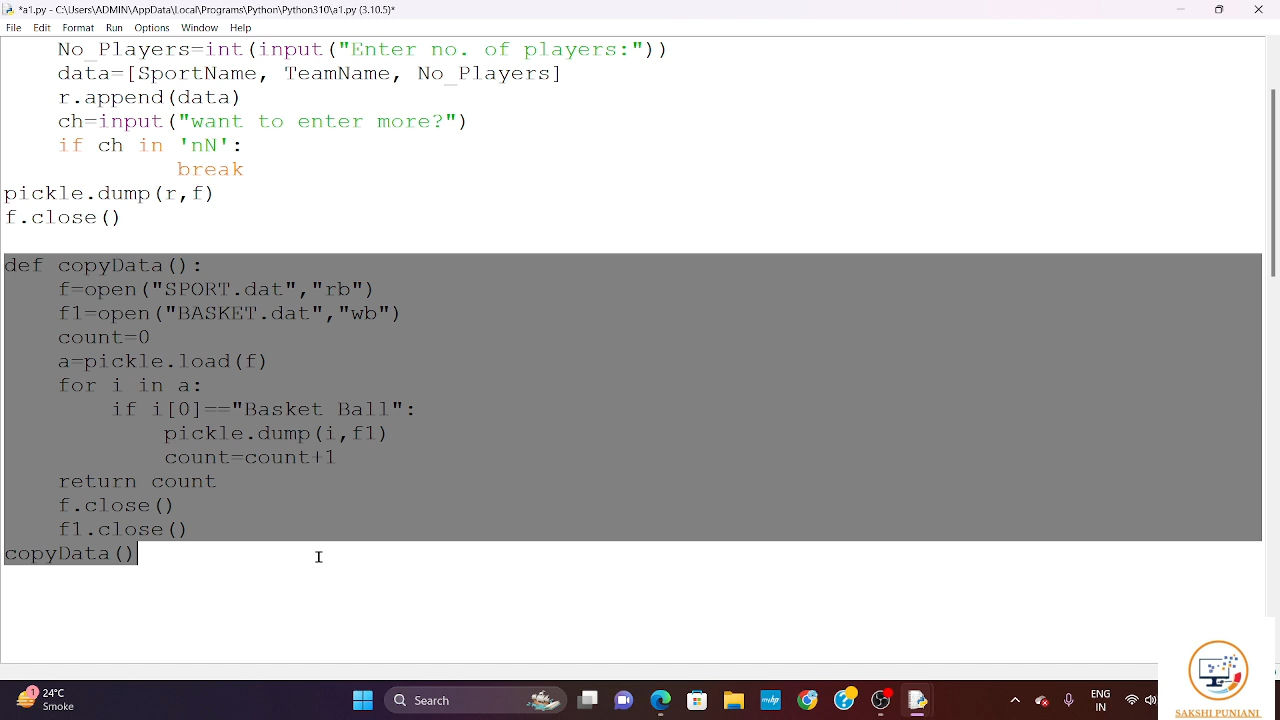 *a1.py - C:\Users\ADMIN\AppData\Local\Programs\Python\Python310\a1.py (3.10.5)*
File Edit Format Run Options Window Help
No_Players=int(input("Enter no. of players:"))
data=[SportName, TeamName, No_Players]
r.append(data)
ch=input("want to enter more?")
if ch in 'nN':
break
pickle.dump(r,f)
f.close()
def copyData():
f=open("SPORT.dat","rb")
f1=open("BASKET.dat","wb")
count=0
a=pickle.load(f)
for i in a:
if i[0]=="Basket Ball":
pickle.dump(i,f1)
count=count+1
return count
f.close()
f1.close()
copyData()
SAKSHI PUNIANI
1
24°C
Smoke
Search
ENG
IN